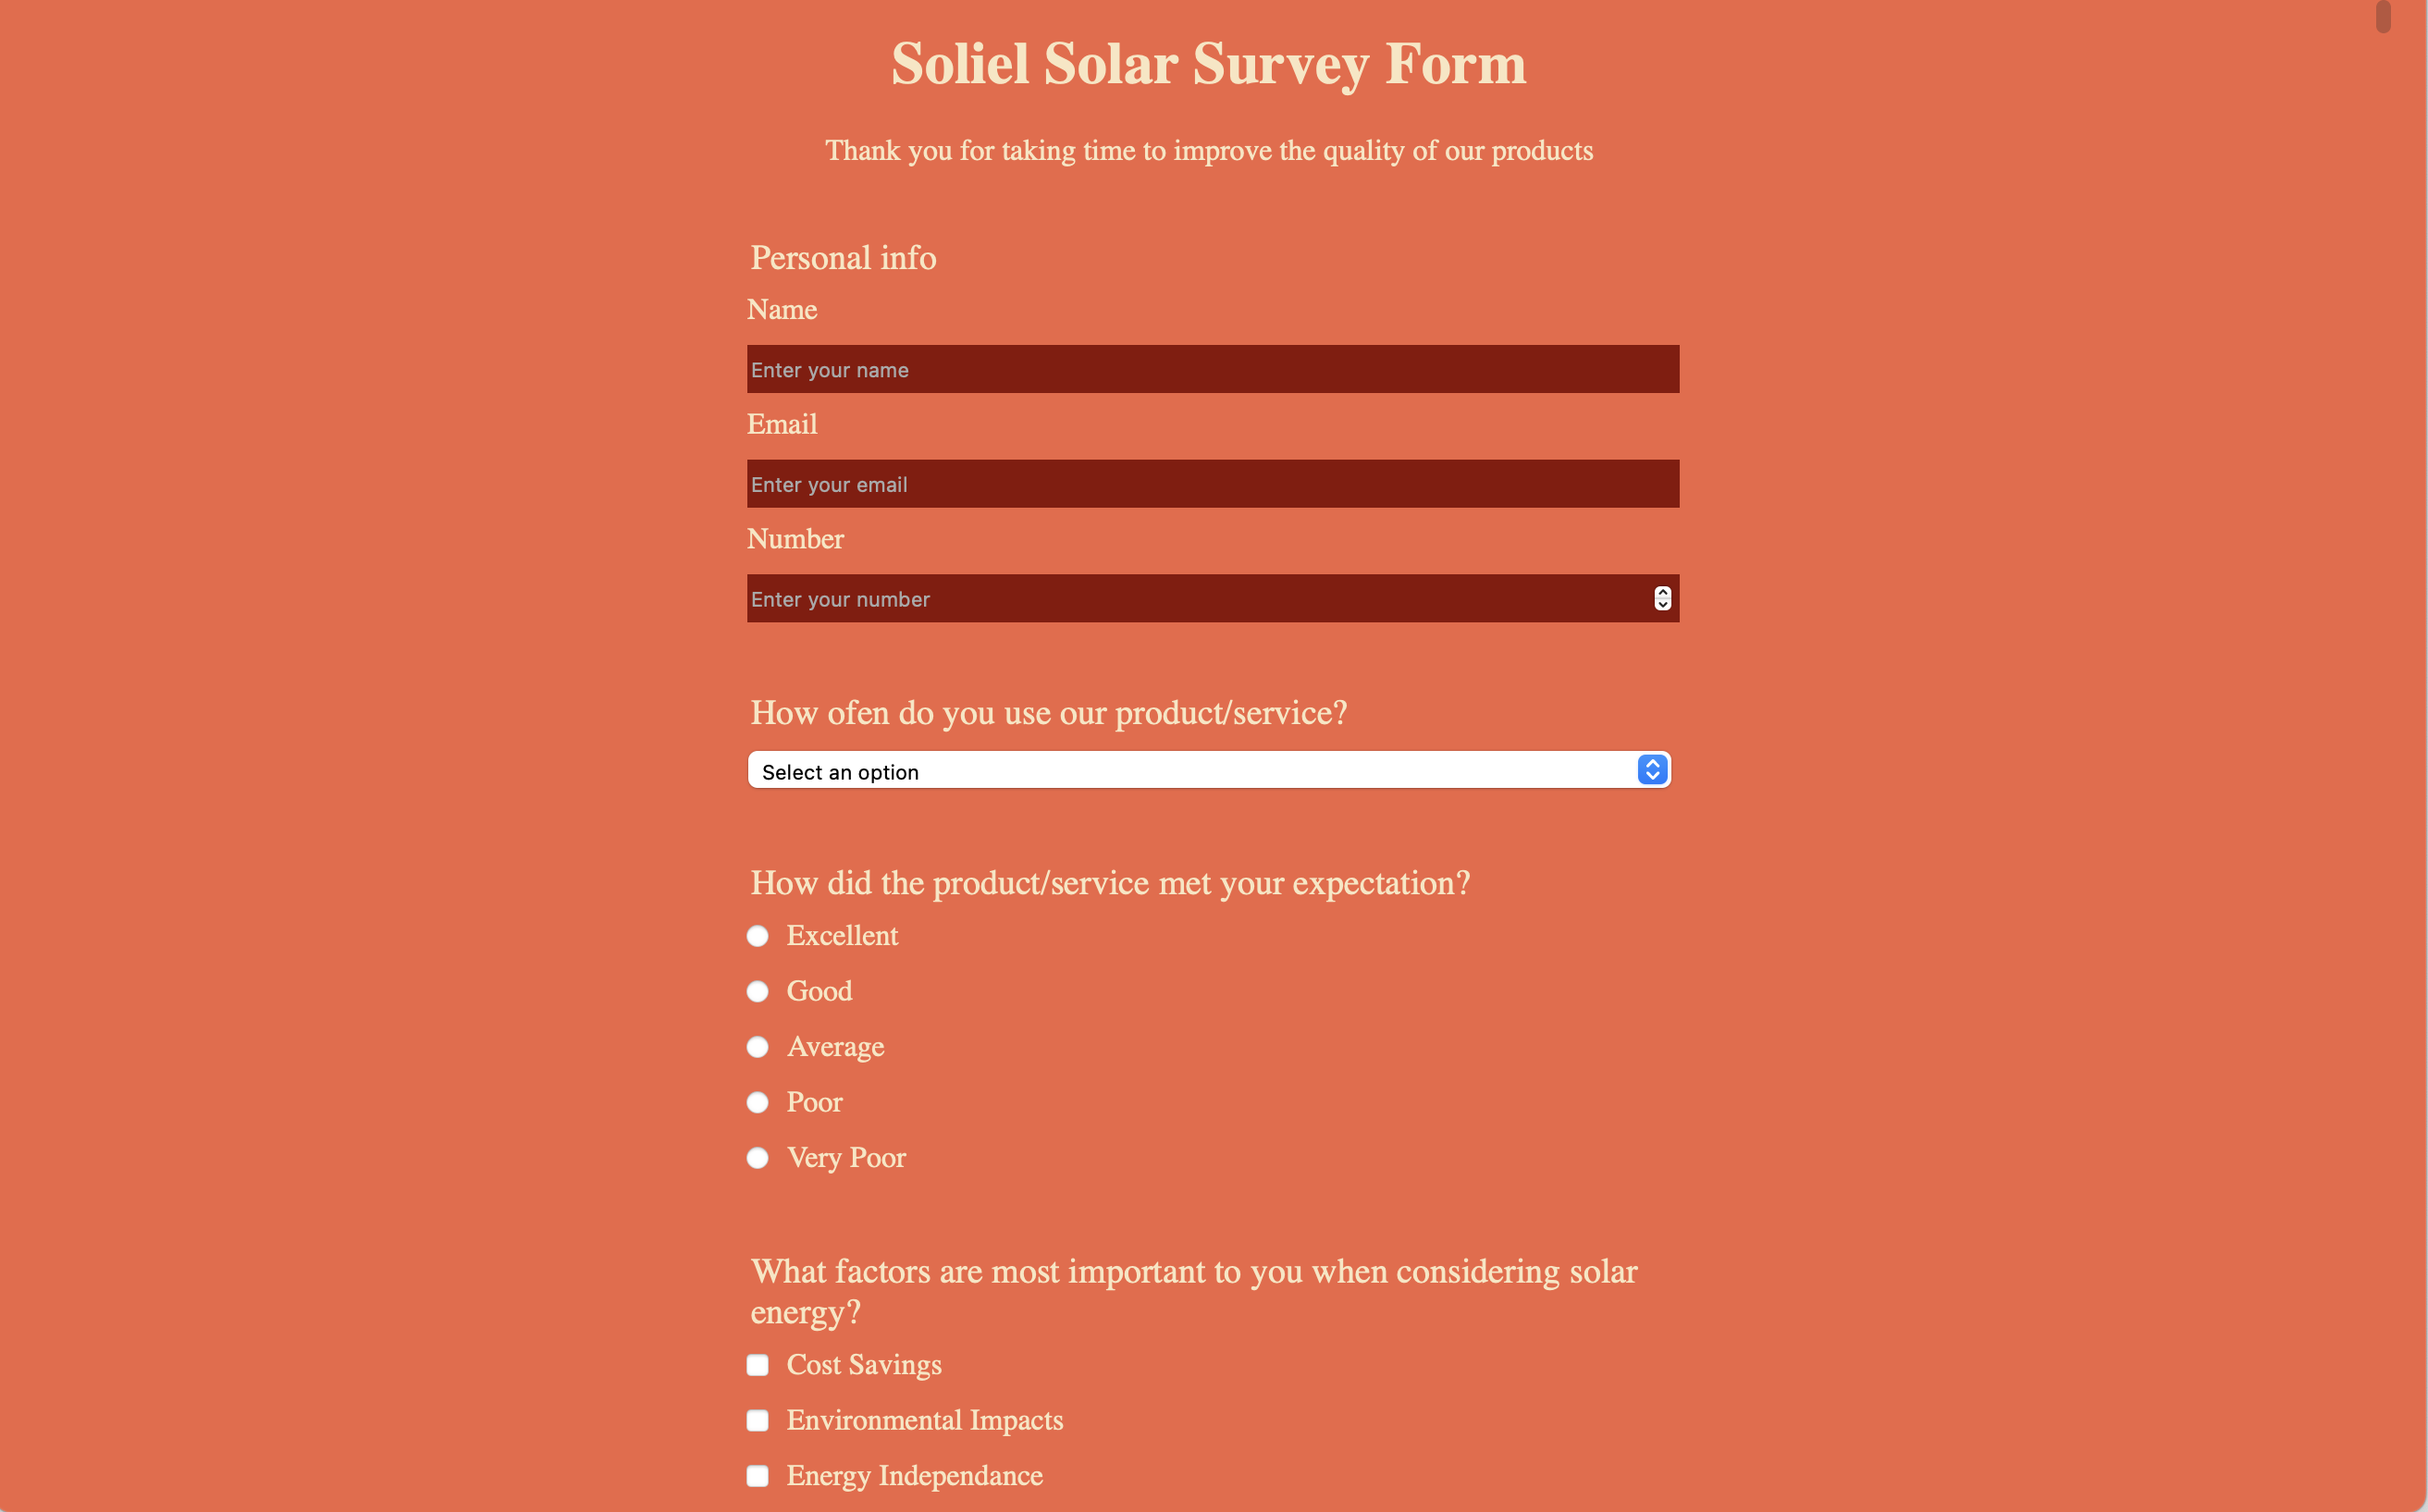 Soliel Solar Survey Form
Thank you for taking time to improve the quality of our products
Personal info
Name
Enter your name
Email
Enter your email
Number
Enter your number
How ofen do you use our product/service?
Select an option
How did the product/service met your expectation?
Excellent
Good
Average
Poor
Very Poor
What factors are most important to you when considering solar
energy?
Cost Savings
Environmental Impacts
Energy Independance